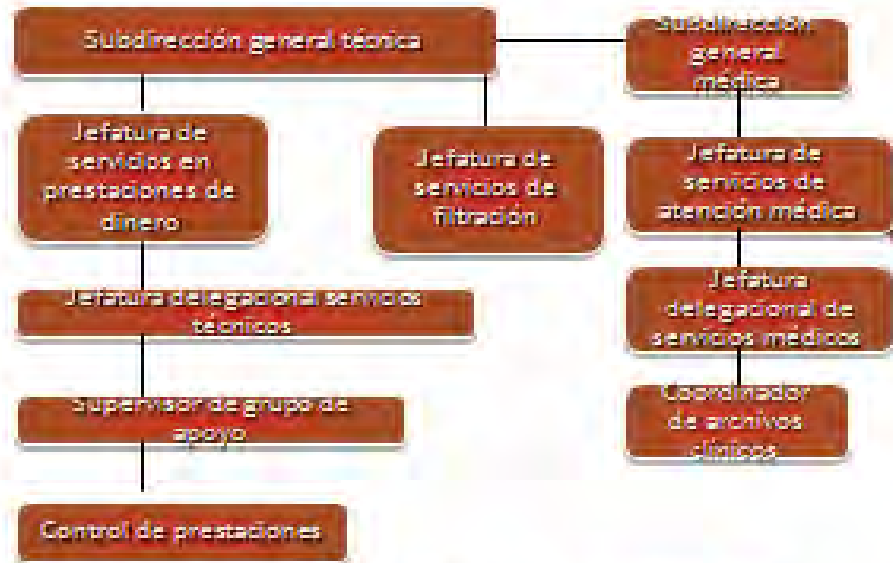 Subdirección general técnica
Subdirección
general
médica
Jefatura de
servicios en
prestaciones de
dinero
Jefatura de
servicios de
filtración
Jefatura de
servicios de
atención médica
Jefatura delegacional servicios
técnicos
Jefatura
delegacional de
servicios médicos
Supervisor de grupo de
apoyo
Coordinador
de archivos
clínicos
Control de prestaciones